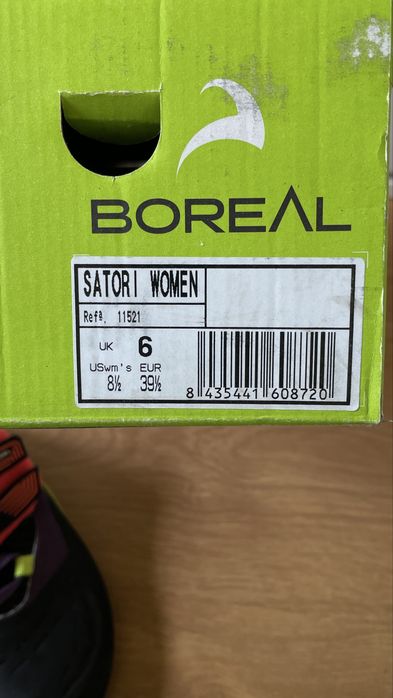 BOREAL
SATORI WOMEN
Refª. 11521
UK 6
USwm's EUR
8½ 39½
8 435441 608720